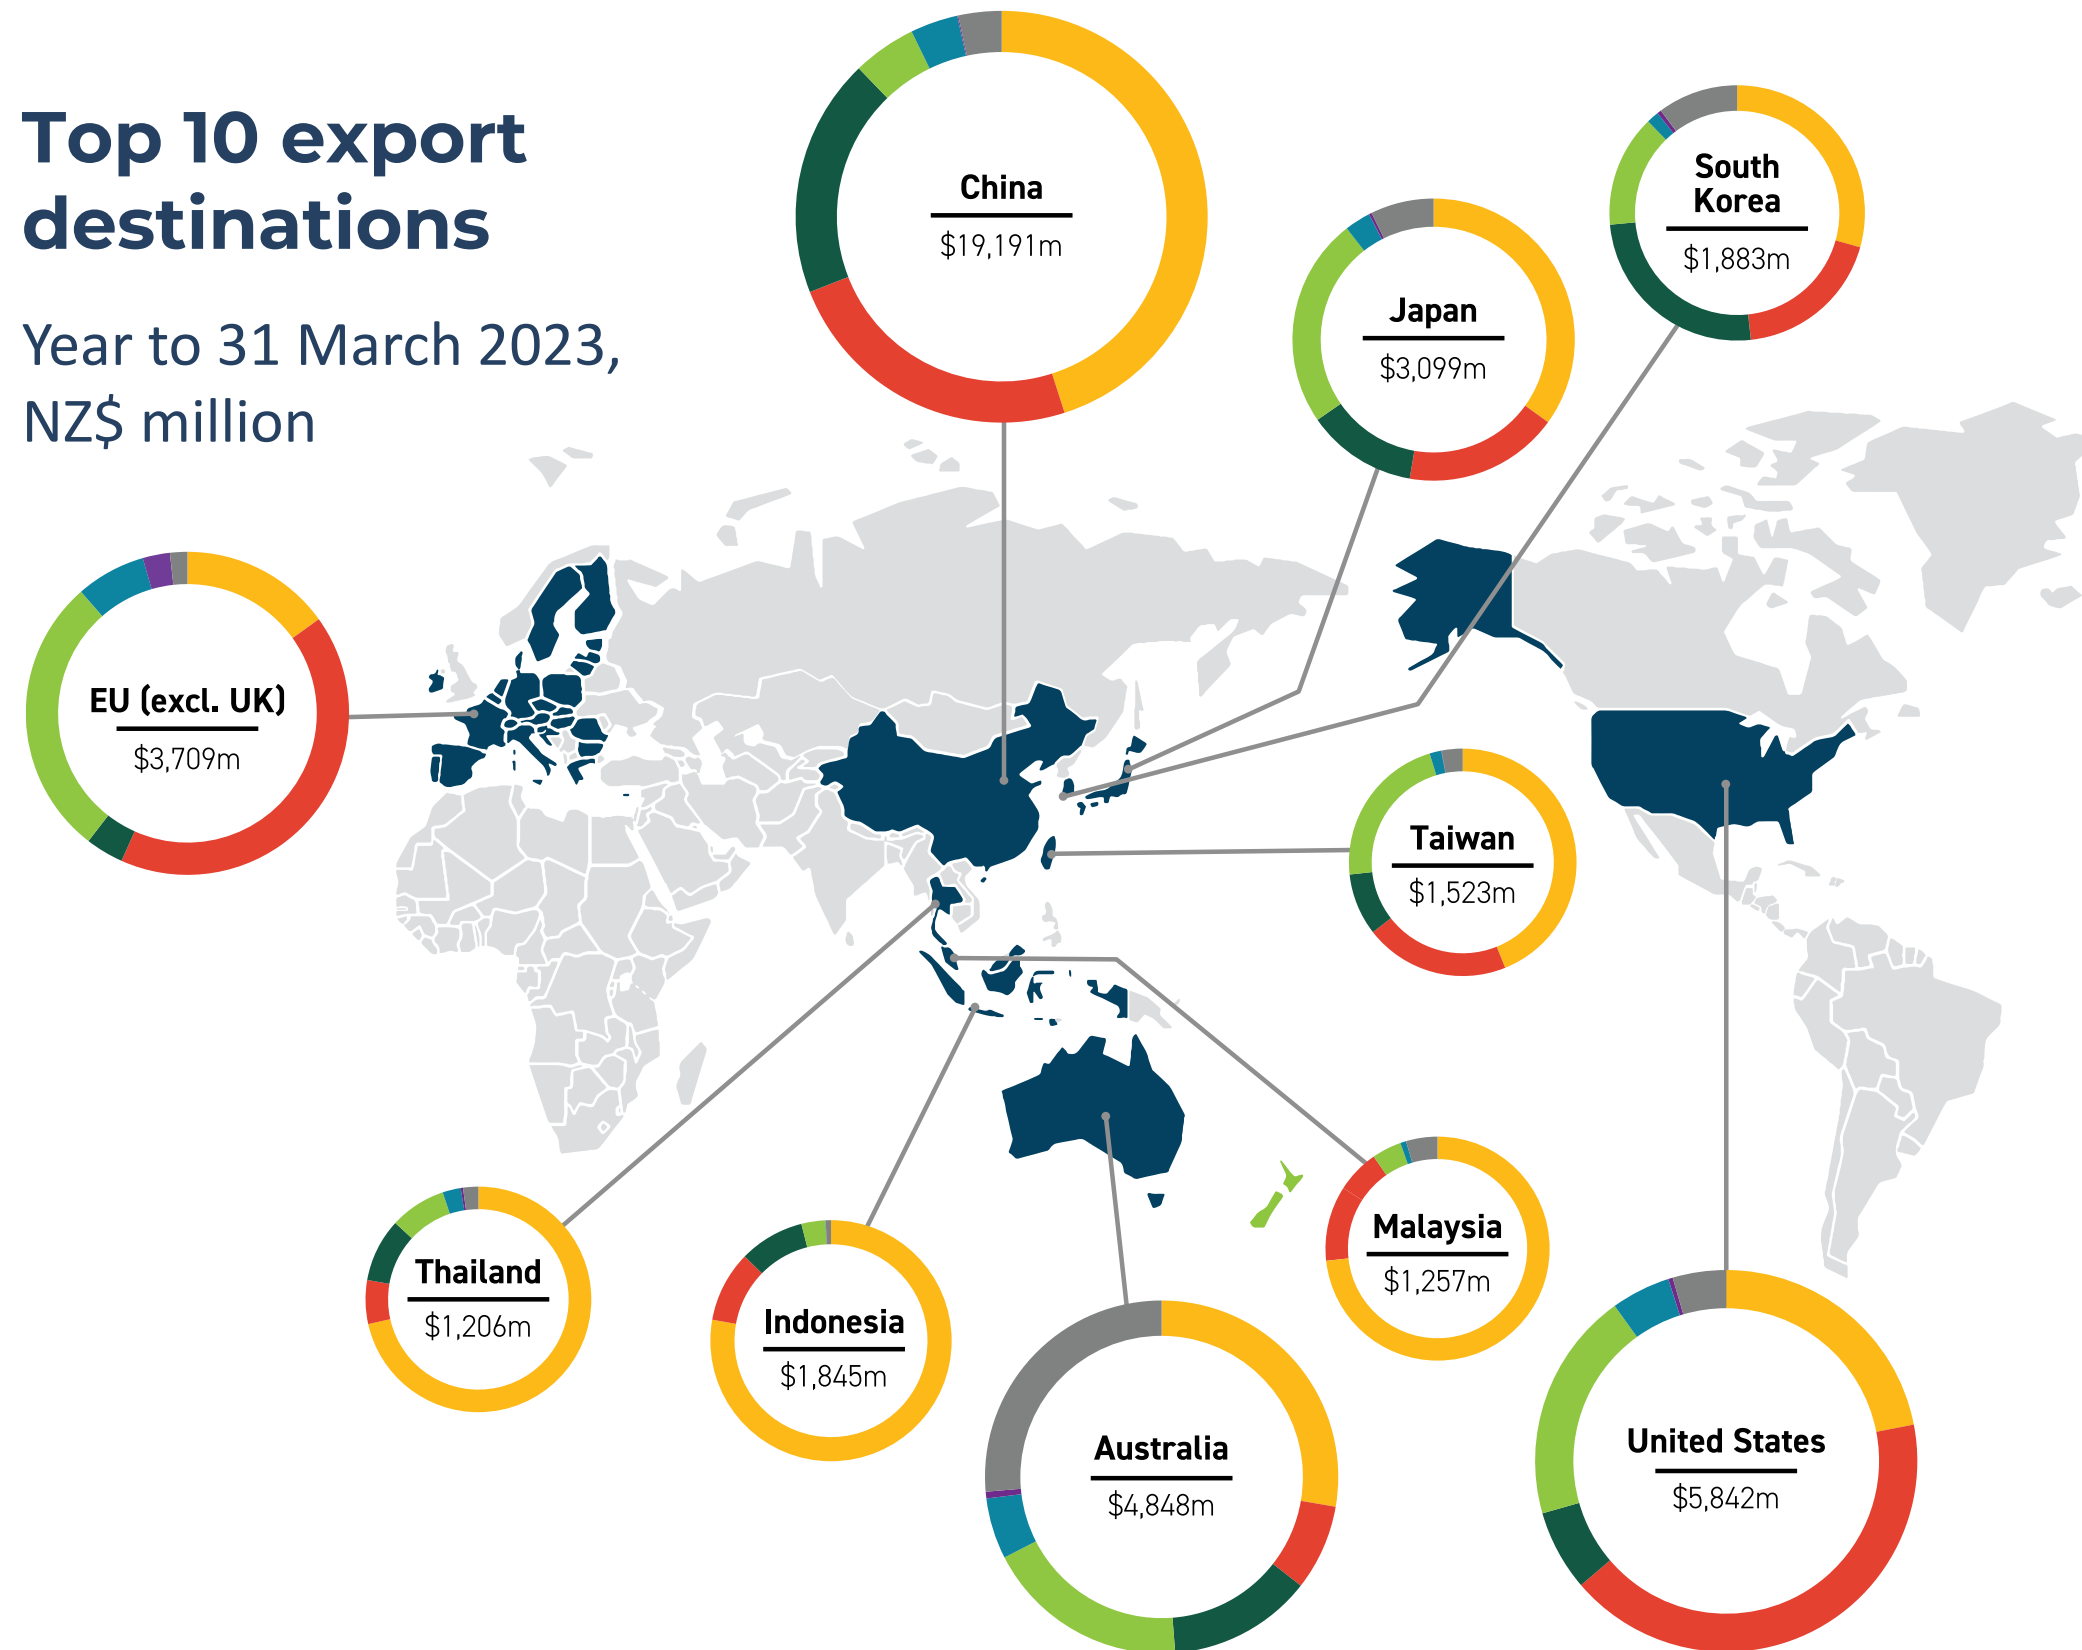 Top 10 export
destinations
Year to 31 March 2023,
NZ$ million
China
$19,191m
South
Korea
$1,883m
Japan
$3,099m
EU (excl. UK)
$3,709m
Taiwan
$1,523m
Malaysia
$1,257m
Thailand
$1,206m
Indonesia
$1,845m
Australia
$4,848m
United States
$5,842m